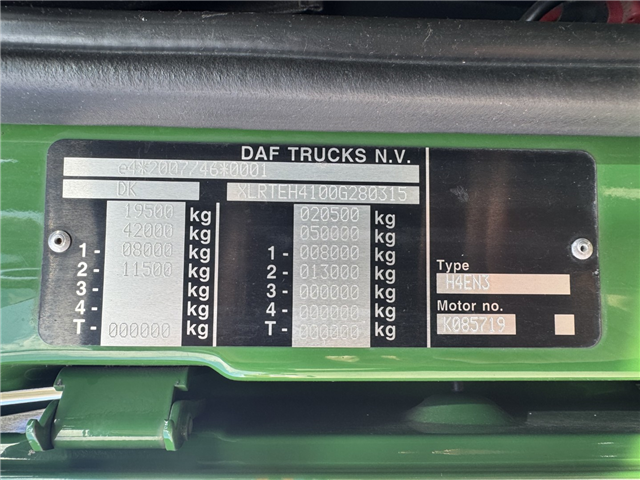 DAF TRUCKS N.V.
e4*2007/46*0001
DK XLRTEH4100G280315
19500 kg 020500 kg
42000 kg 050000 kg
1- 08000 kg 1- 008000 kg
2- 11500 kg 2- 013000 kg
3- kg 3- 000000 kg
4- kg 4- 000000 kg
T- 000000 kg T- 000000 kg
Type
H4EN3
Motor no.
K085719